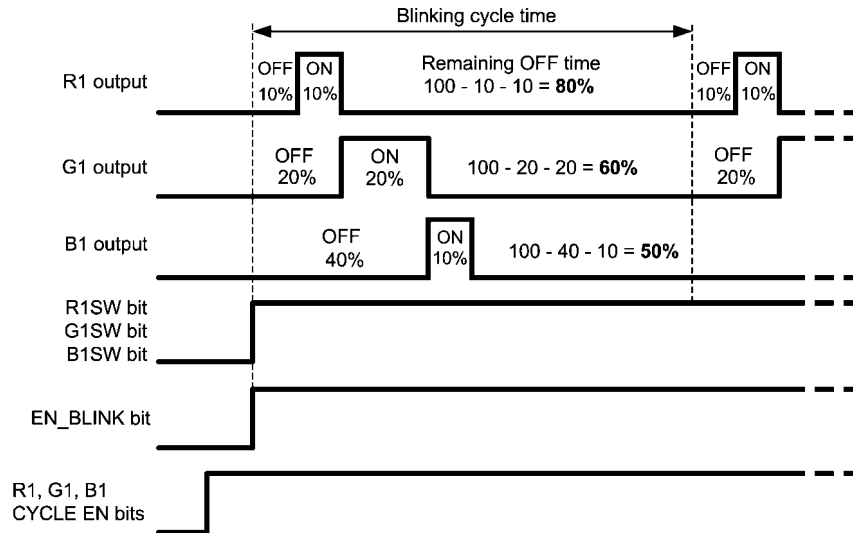 Blinking cycle time
R1 output
OFF
10%
ON
10%
Remaining OFF time
100 - 10 - 10 = 80%
OFF
10%
ON
10%
G1 output
OFF
20%
ON
20%
100 - 20 - 20 = 60%
OFF
20%
B1 output
OFF
40%
ON
10%
100 - 40 - 10 = 50%
R1SW bit
G1SW bit
B1SW bit
EN_BLINK bit
R1, G1, B1
CYCLE EN bits